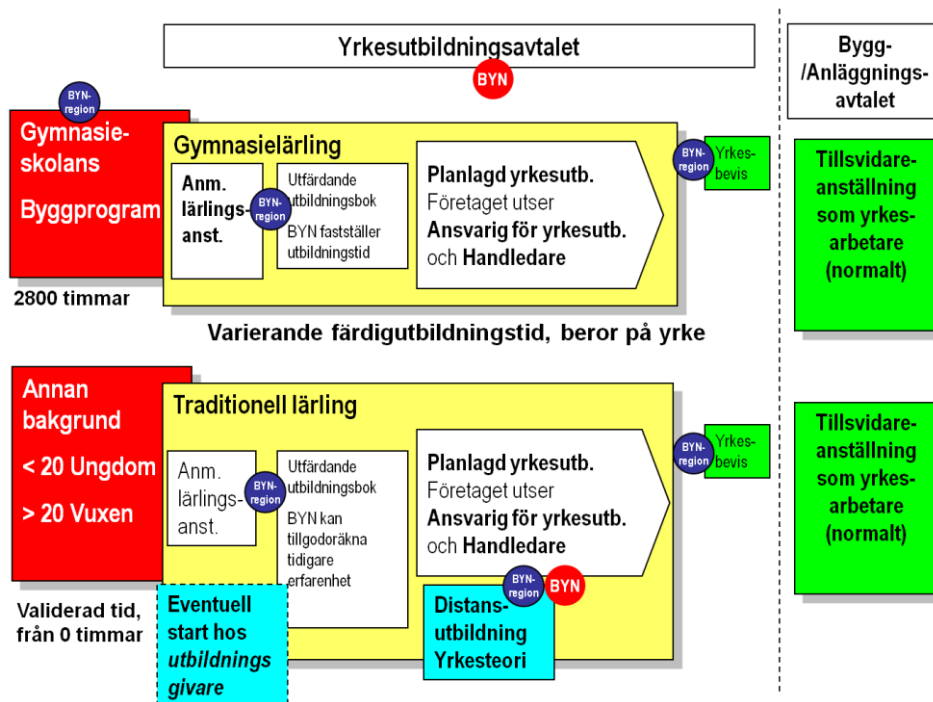 Yrkesutbildningsavtalet
BYN
Bygg-
/Anläggnings-
avtalet
BYN-
region
Gymnasie-
skolans
Byggprogram
2800 timmar
Gymnasielärling
Anm.
lärlings-
anst.
BYN-
region
Utfärdande
utbildningsbok
BYN fastställer
utbildningstid
Planlagd yrkesutb.
Företaget utser
Ansvarig för yrkesutb.
och Handledare
BYN-
region
Yrkes-
bevis
Tillsvidare-
anställning
som yrkes-
arbetare
(normalt)
Varierande färdigutbildningstid, beror på yrke
Annan
bakgrund
< 20 Ungdom
> 20 Vuxen
Validerad tid,
från 0 timmar
Traditionell lärling
Anm.
lärlings-
anst.
BYN-
region
Utfärdande
utbildningsbok
BYN kan
tillgodoräkna
tidigare
erfarenhet
Planlagd yrkesutb.
Företaget utser
Ansvarig för yrkesutb.
och Handledare
BYN-
region
Yrkes-
bevis
Tillsvidare-
anställning
som yrkes-
arbetare
(normalt)
Eventuell
start hos
utbildnings
givare
BYN-
region
BYN
Distans-
utbildning
Yrkesteori